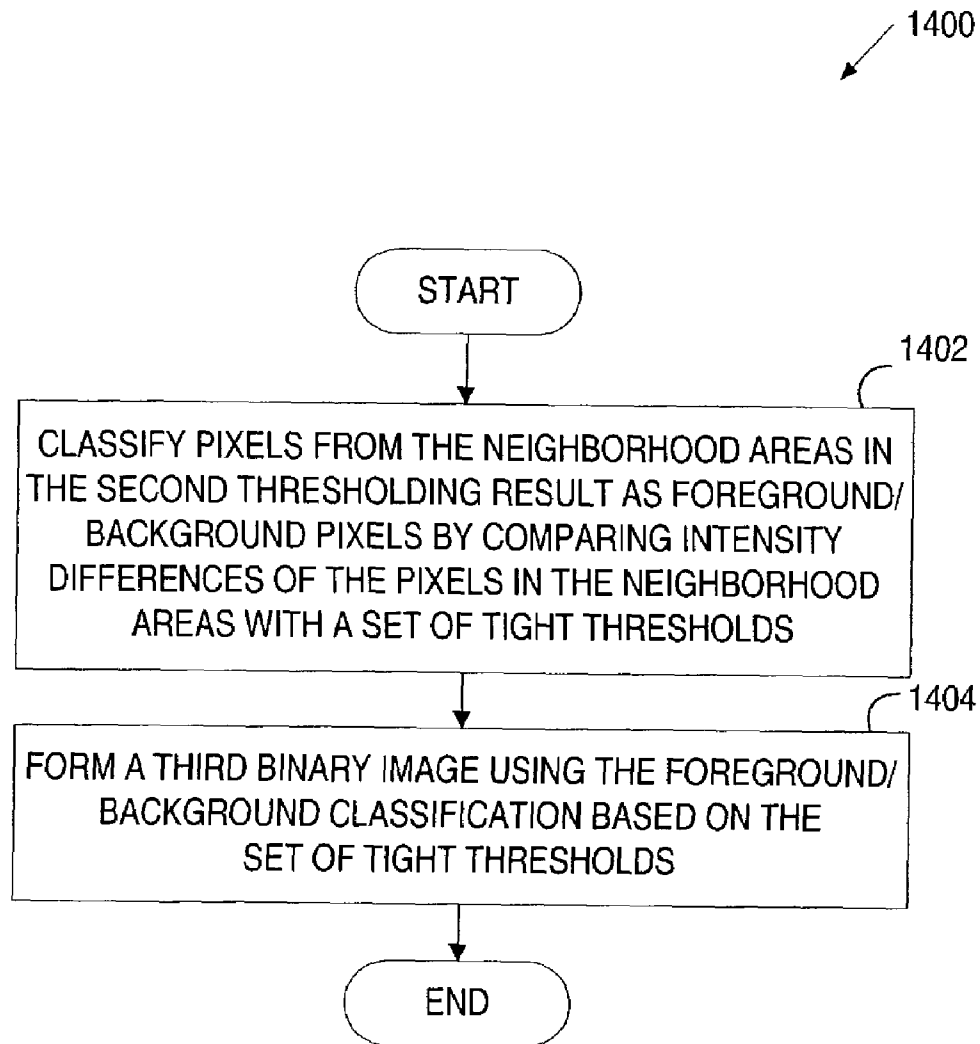 1400
START
1402
CLASSIFY PIXELS FROM THE NEIGHBORHOOD AREAS IN
THE SECOND THRESHOLDING RESULT AS FOREGROUND/
BACKGROUND PIXELS BY COMPARING INTENSITY
DIFFERENCES OF THE PIXELS IN THE NEIGHBORHOOD
AREAS WITH A SET OF TIGHT THRESHOLDS
1404
FORM A THIRD BINARY IMAGE USING THE FOREGROUND/
BACKGROUND CLASSIFICATION BASED ON THE
SET OF TIGHT THRESHOLDS
END